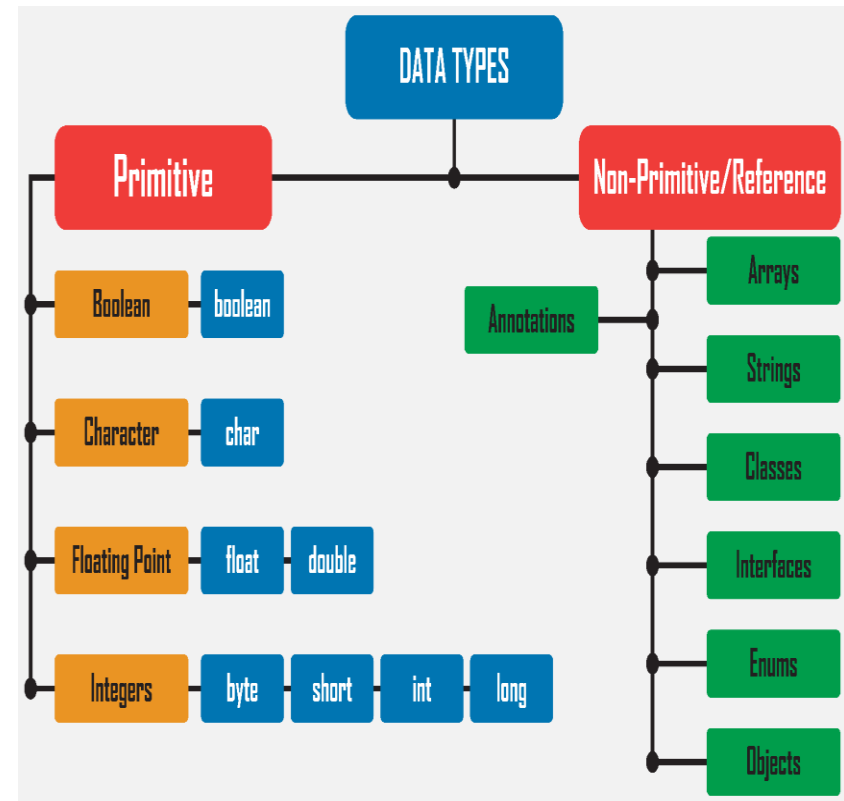 DATA TYPES
Primitive
Non-Primitive/Reference
Boolean
boolean
Character
char
Floating Point
float
double
Integers
byte
short
int
long
Annotations
Arrays
Strings
Classes
Interfaces
Enums
Objects